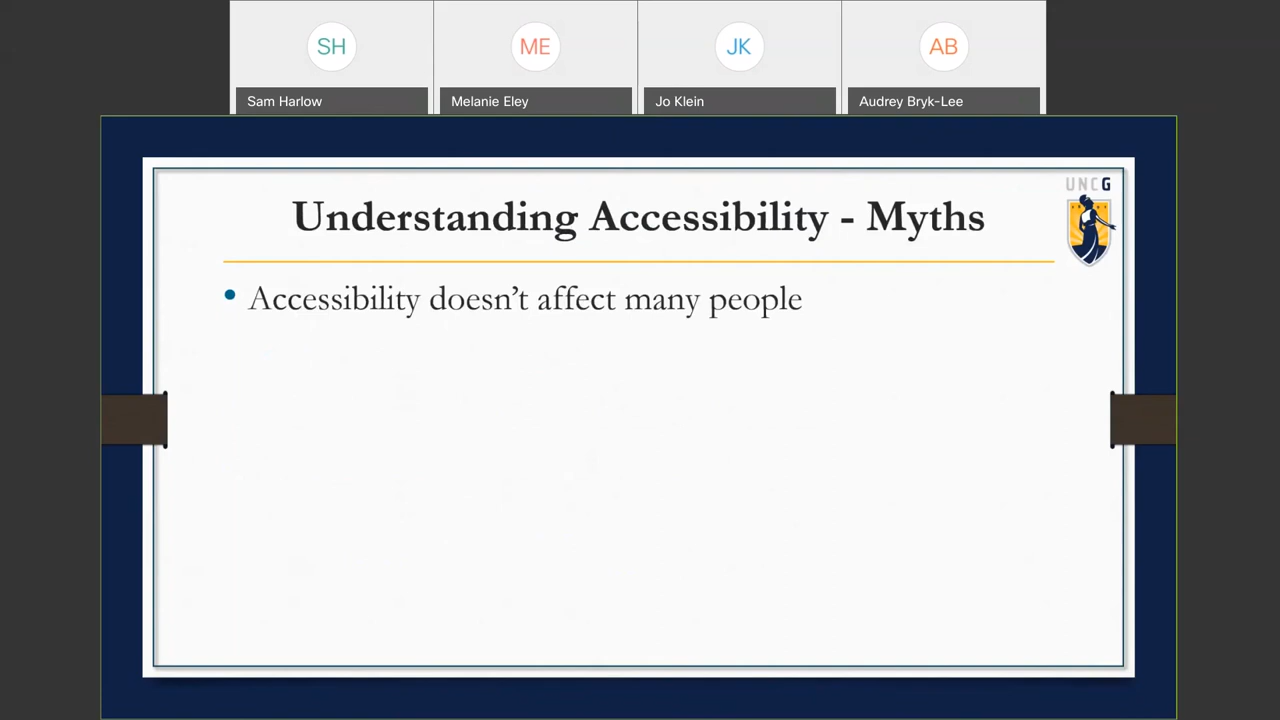 SH
ME
JK
AB
Sam Harlow
Melanie Eley
Jo Klein
Audrey Bryk-Lee
UNCG
Understanding Accessibility - Myths
• Accessibility doesn’t affect many people